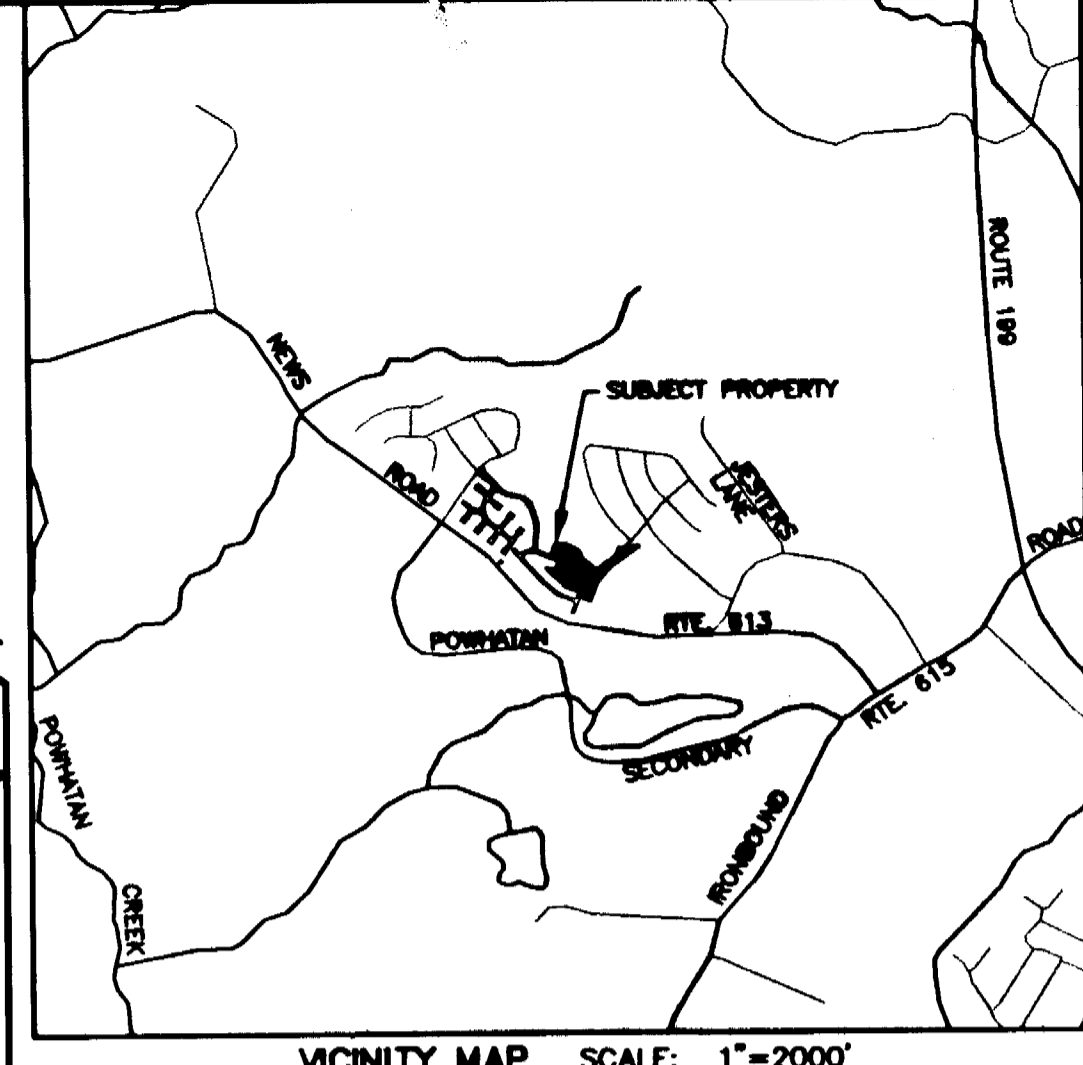 ROUTE 199
NEWS
SUBJECT PROPERTY
JESTERS
LANE
ROAD
ROAD
RTE. 613
POWHATAN
RTE. 615
POWHATAN
SECONDARY
IRONBOUND
CREEK
VICINITY MAP SCALE: 1"=2000'